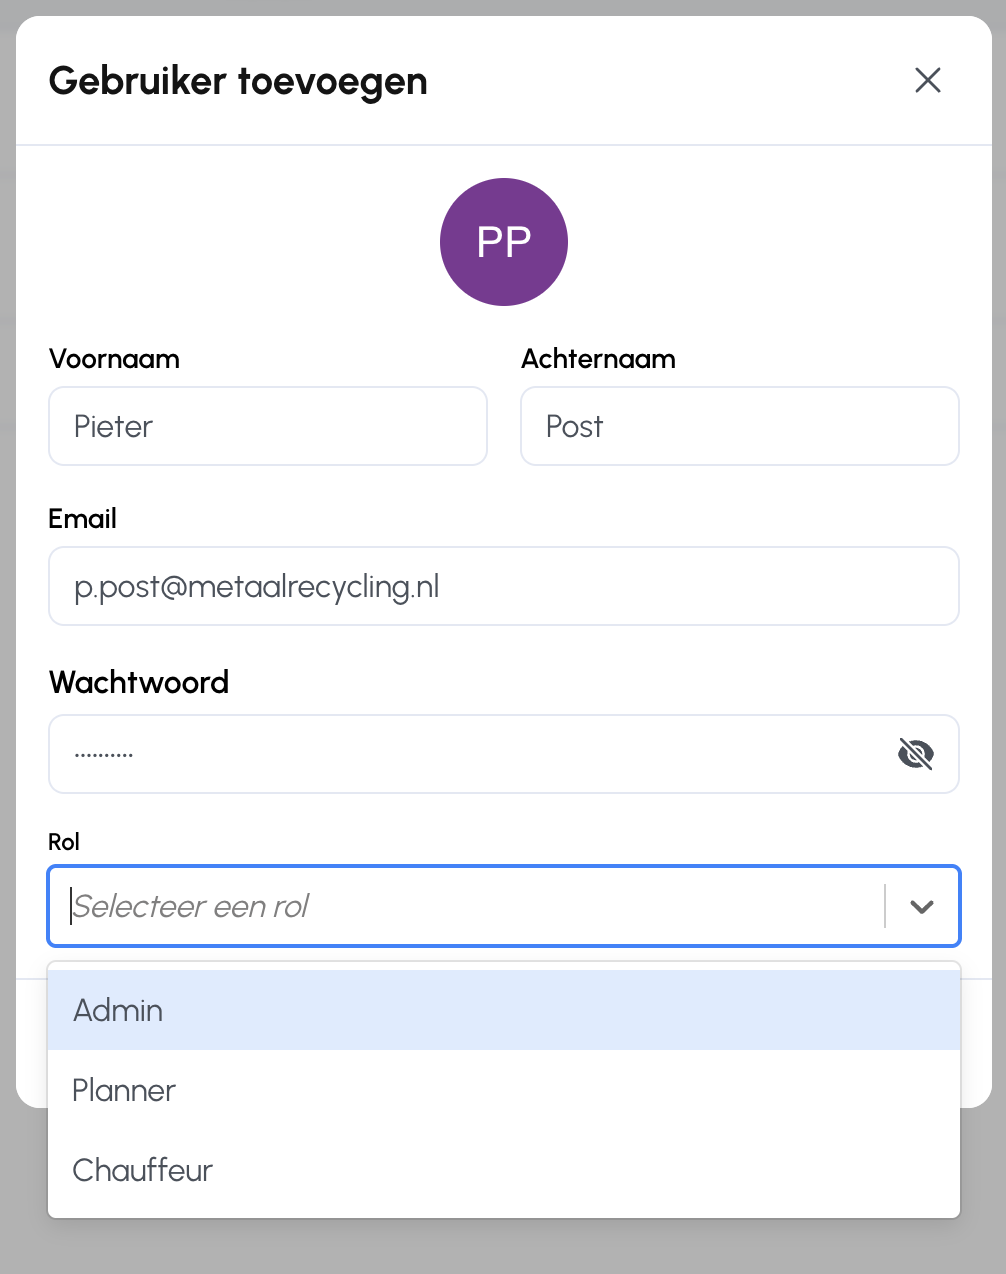 Gebruiker toevoegen
PP
Voornaam
Achternaam
Pieter
Post
Email
p.post@metaalrecycling.nl
Wachtwoord
··········
Rol
Selecteer een rol
Admin
Planner
Chauffeur